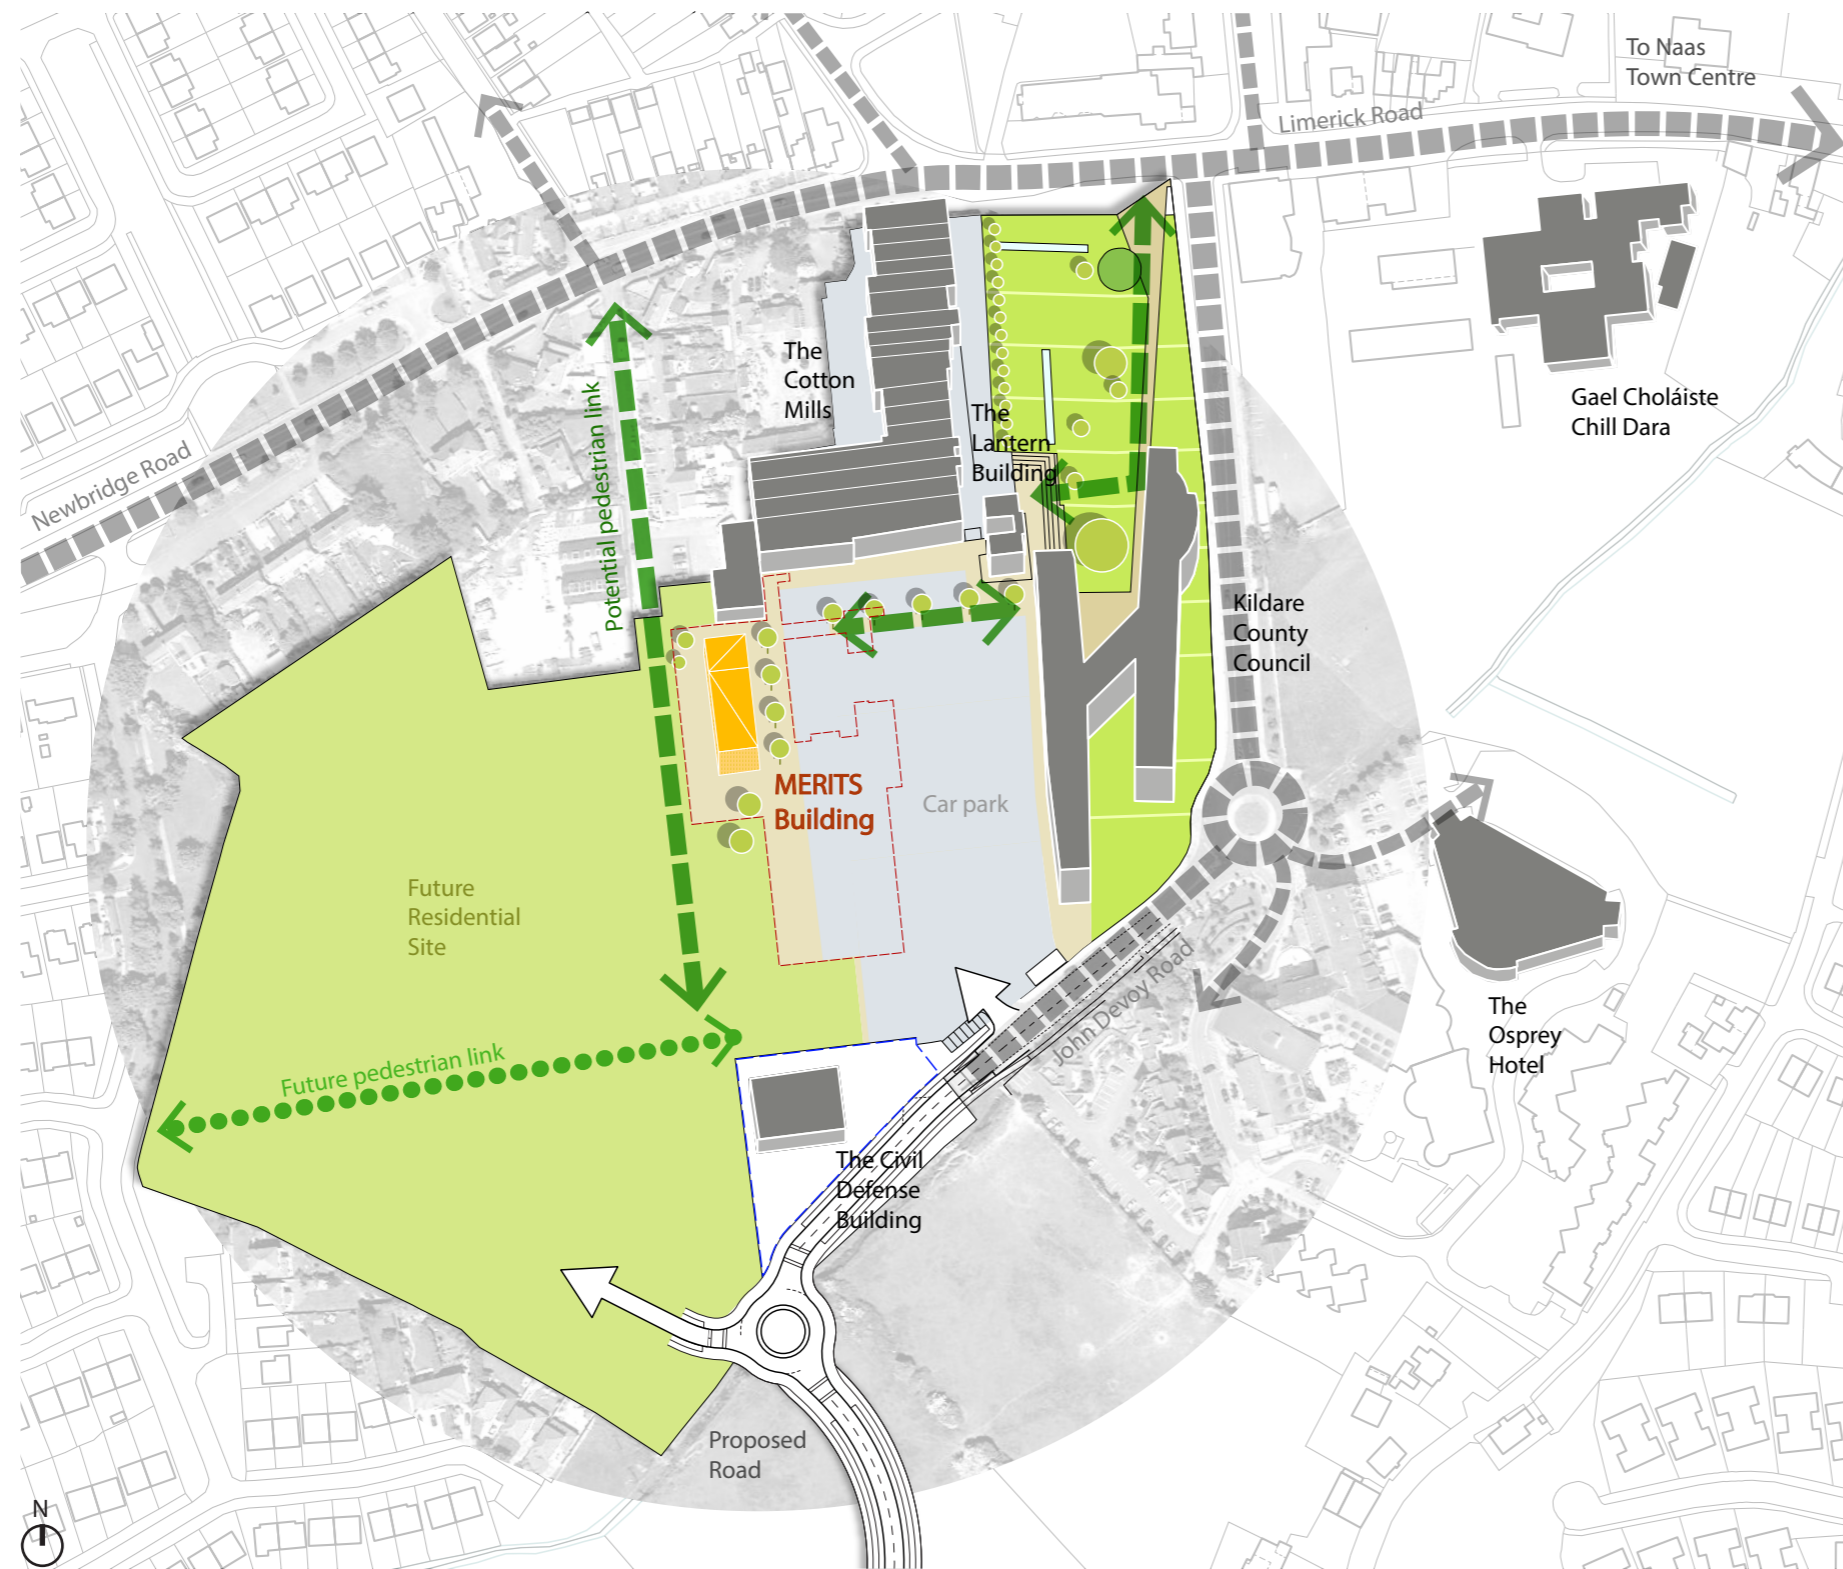 To Naas
Town Centre
Limerick Road
The
Cotton
Mills
Gael Choláiste
Chill Dara
The
Lantern
Building
Newbridge Road
Potential pedestrian link
Kildare
County
Council
MERITS
Building
Car park
Future
Residential
Site
John Devoy Road
The
Osprey
Hotel
Future pedestrian link
The Civil
Defense
Building
Proposed
Road
N